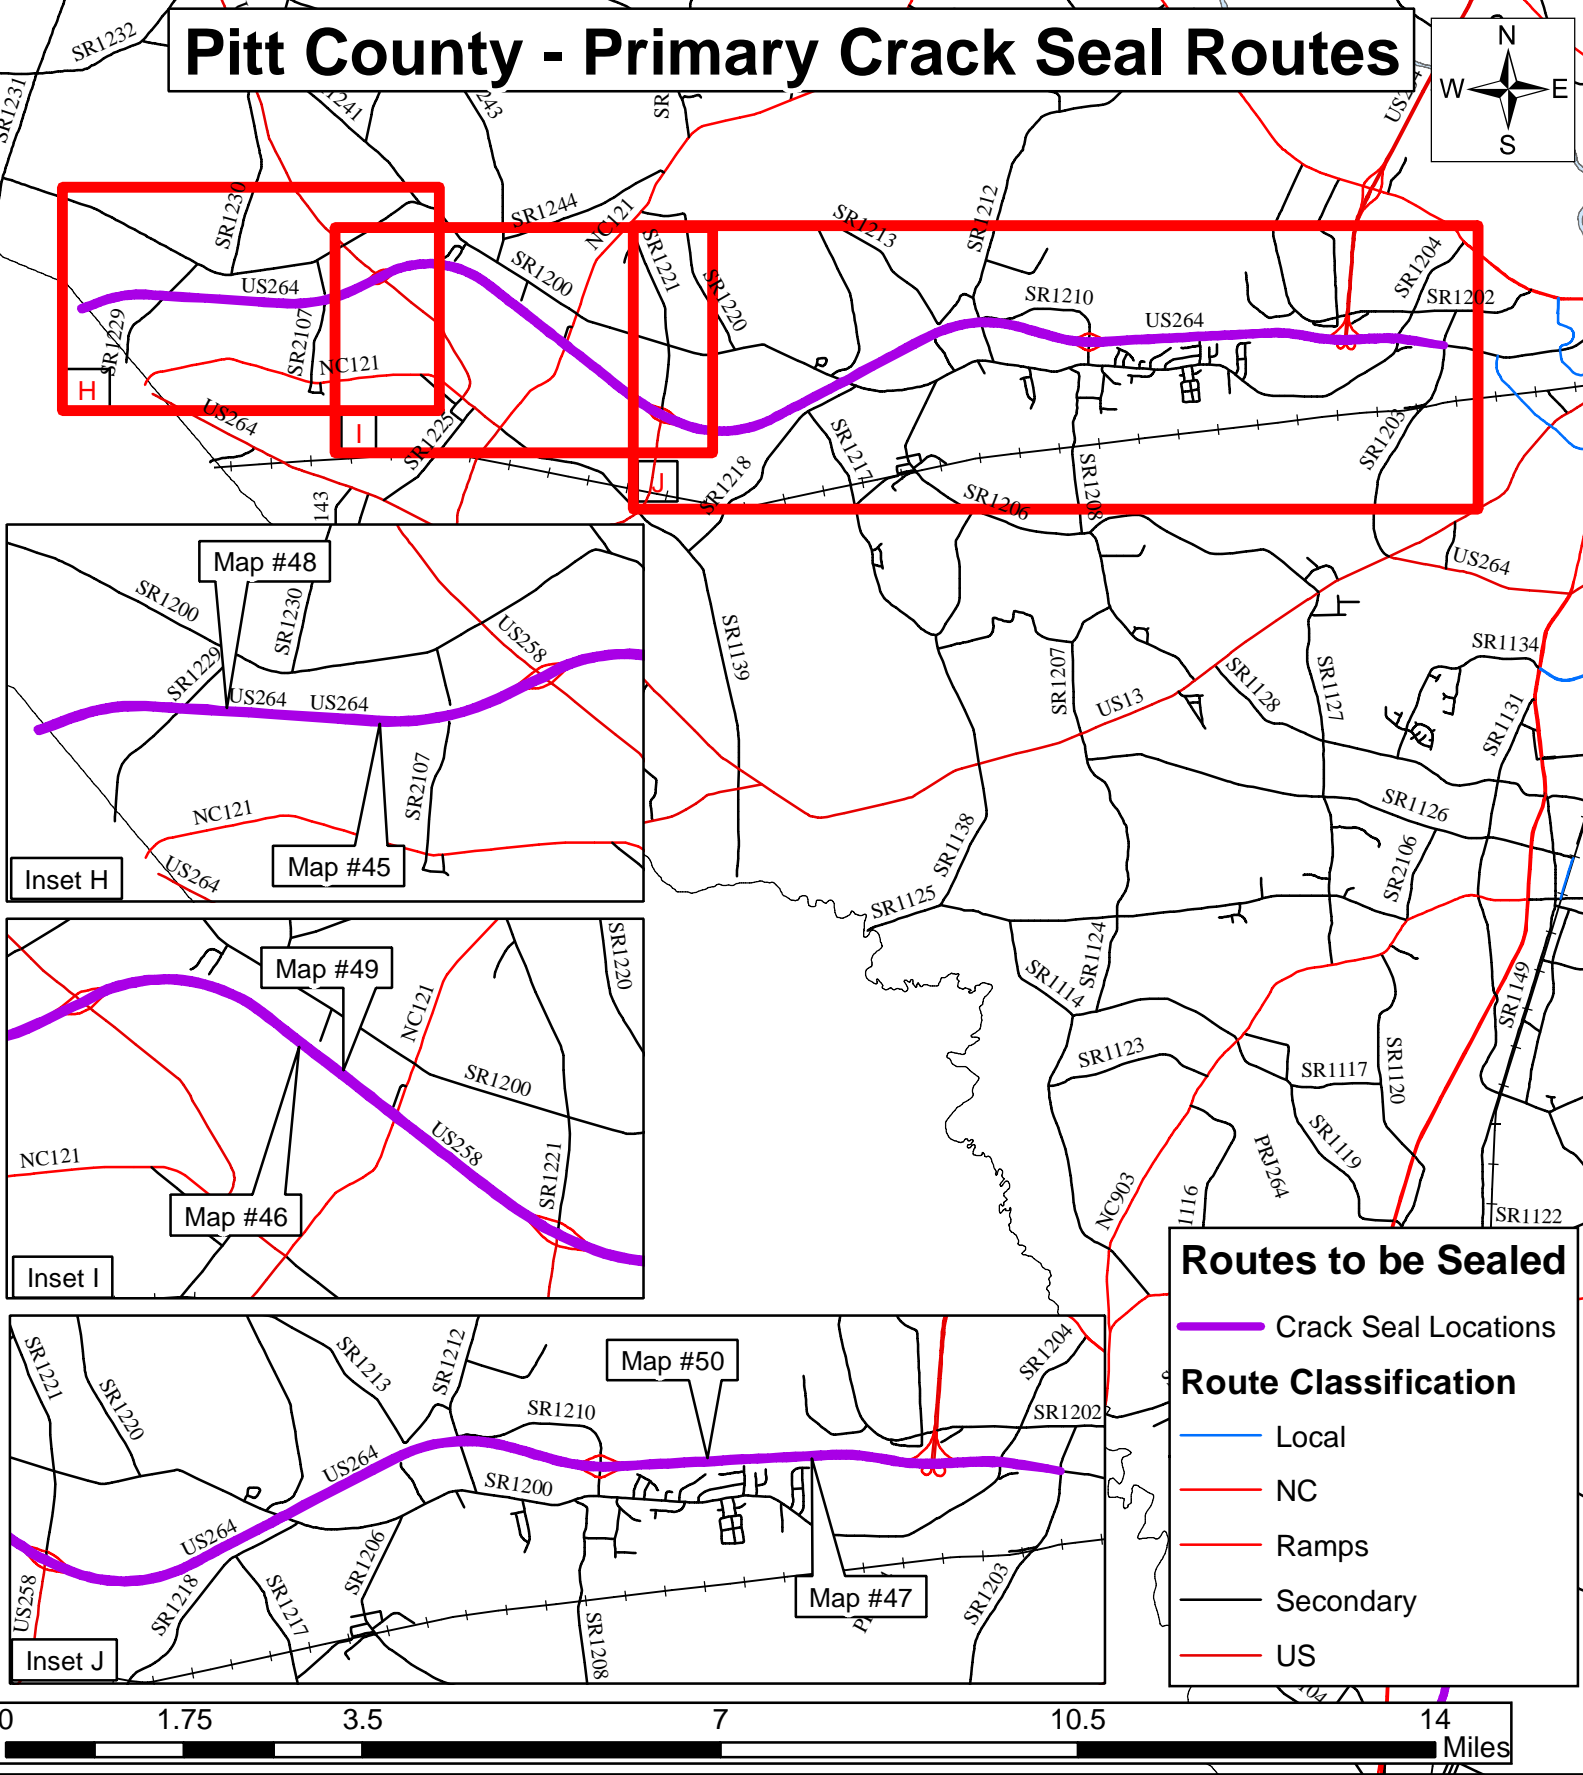 Pitt County - Primary Crack Seal Routes
N
W
E
S
SR1232
SR1231
1241
243
SR
SR1230
SR1244
NC121
SR1221
SR1213
SR1212
SR1204
US264
SR1200
SR1220
SR1210
US264
SR1202
SR1229
SR2107
NC121
H
US264
I
SR1225
SR1217
SR1203
J
SR1218
SR1206
SR1208
143
US264
Map #48
SR1200
SR1230
US258
SR1229
US264
US264
NC121
SR2107
US264
Map #45
Inset H
SR1139
SR1207
US13
SR1128
SR1127
SR1134
SR1131
SR1126
SR2106
SR1138
SR1125
SR1124
SR1114
SR1149
SR1123
SR1117
SR1120
SR1119
PRJ264
NC903
1116
SR1122
Map #49
NC121
SR1220
SR1200
US258
SR1221
NC121
Map #46
Inset I
SR1221
SR1220
SR1213
SR1212
Map #50
SR1204
SR1210
SR1202
US264
SR1200
US264
US258
SR1218
SR1217
SR1206
SR1208
Map #47
SR1203
Inset J
Routes to be Sealed
Crack Seal Locations
Route Classification
Local
NC
Ramps
Secondary
US
0
1.75
3.5
7
10.5
14
Miles